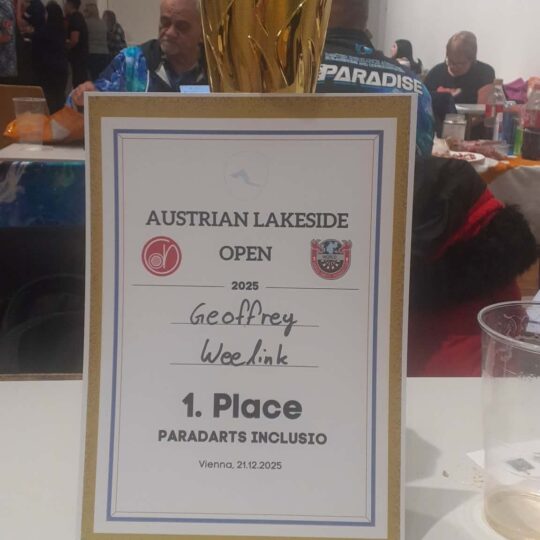 PARADISE
AUSTRIAN LAKESIDE
OPEN
2025
Geoffrey
Weelink
1. Place
PARADARTS INCLUSIO
Vienna, 21.12.2025